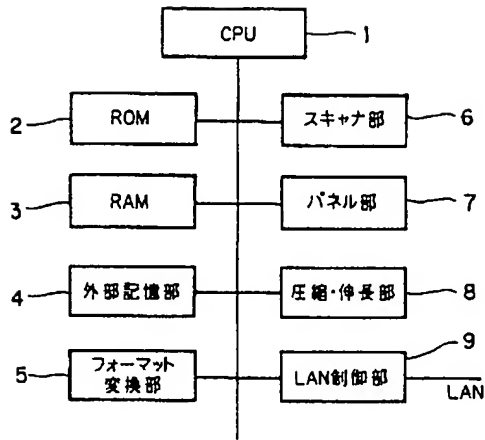 CPU
1
2
ROM
スキャナ部
6
3
RAM
パネル部
7
4
外部記憶部
圧縮・伸長部
8
9
5
フォーマット
変換部
LAN制御部
LAN